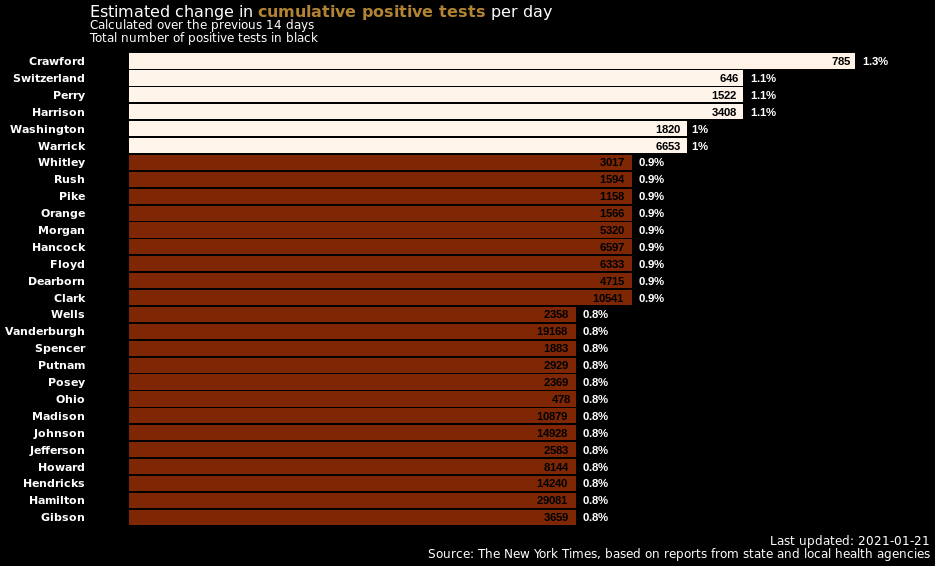 Estimated change in cumulative positive tests per day
Calculated over the previous 14 days
Total number of positive tests in black
Crawford 785 1.3%
Switzerland 646 1.1%
Perry 1522 1.1%
Harrison 3408 1.1%
Washington 1820 1%
Warrick 6653 1%
Whitley 3017 0.9%
Rush 1594 0.9%
Pike 1158 0.9%
Orange 1566 0.9%
Morgan 5320 0.9%
Hancock 6597 0.9%
Floyd 6333 0.9%
Dearborn 4715 0.9%
Clark 10541 0.9%
Wells 2358 0.8%
Vanderburgh 19168 0.8%
Spencer 1883 0.8%
Putnam 2929 0.8%
Posey 2369 0.8%
Ohio 478 0.8%
Madison 10879 0.8%
Johnson 14928 0.8%
Jefferson 2583 0.8%
Howard 8144 0.8%
Hendricks 14240 0.8%
Hamilton 29081 0.8%
Gibson 3659 0.8%
Last updated: 2021-01-21
Source: The New York Times, based on reports from state and local health agencies